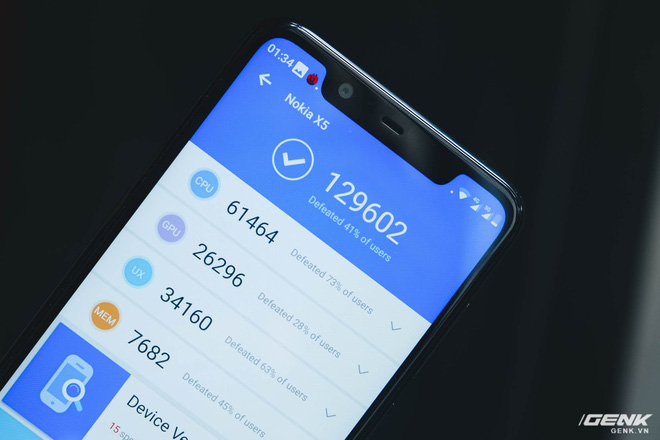 01:34
Nokia X5
129602
Defeated 41% of users
CPU 61464 Defeated 73% of users
GPU 26296 Defeated 28% of users
UX 34160 Defeated 63% of users
MEM 7682 Defeated 45% of users
Device Ve
15
GENK
GENK.VN